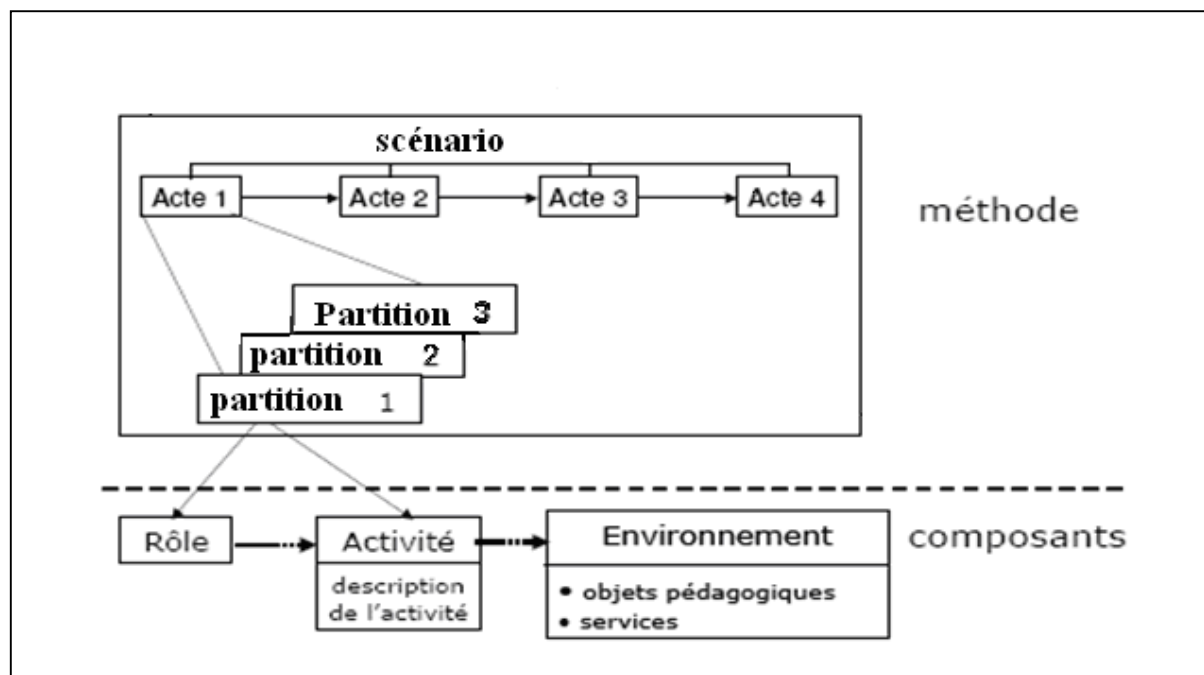 scénario
Acte 1
Acte 2
Acte 3
Acte 4
méthode
Partition 3
partition 2
partition 1
Rôle
Activité
Environnement
composants
description
de l'activité
• objets pédagogiques
• services